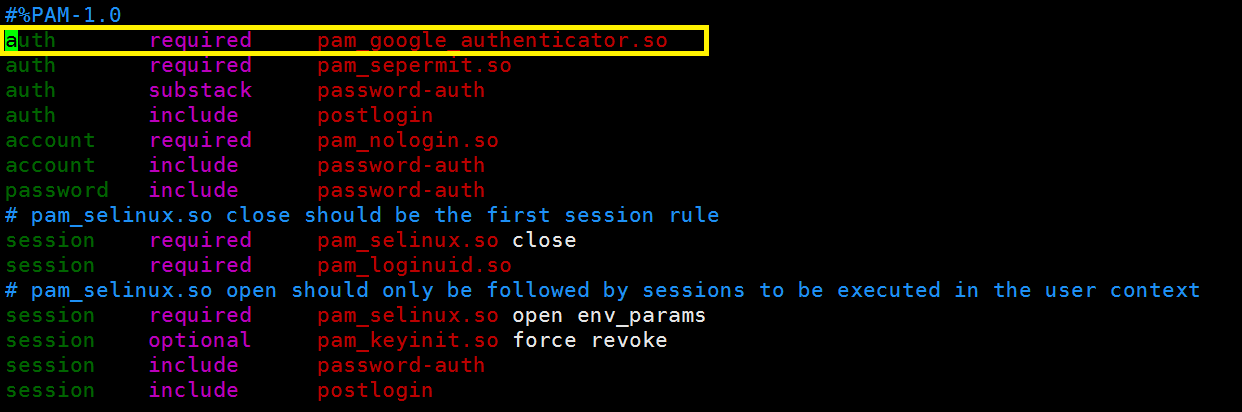 #%PAM-1.0
auth required pam_google_authenticator.so
auth required pam_sepermit.so
auth substack password-auth
auth include postlogin
account required pam_nologin.so
account include password-auth
password include password-auth
# pam_selinux.so close should be the first session rule
session required pam_selinux.so close
session required pam_loginuid.so
# pam_selinux.so open should only be followed by sessions to be executed in the user context
session required pam_selinux.so open env_params
session optional pam_keyinit.so force revoke
session include password-auth
session include postlogin